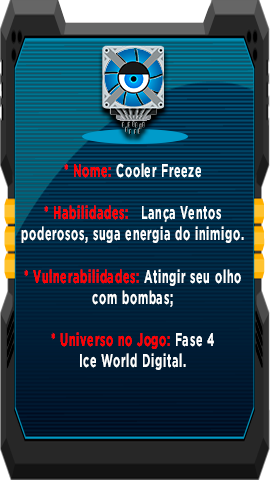 * Nome: Cooler Freeze
* Habilidades: Lança Ventos
poderosos, suga energia do inimigo.
* Vulnerabilidades: Atingir seu olho
com bombas;
* Universo no Jogo: Fase 4
Ice World Digital.